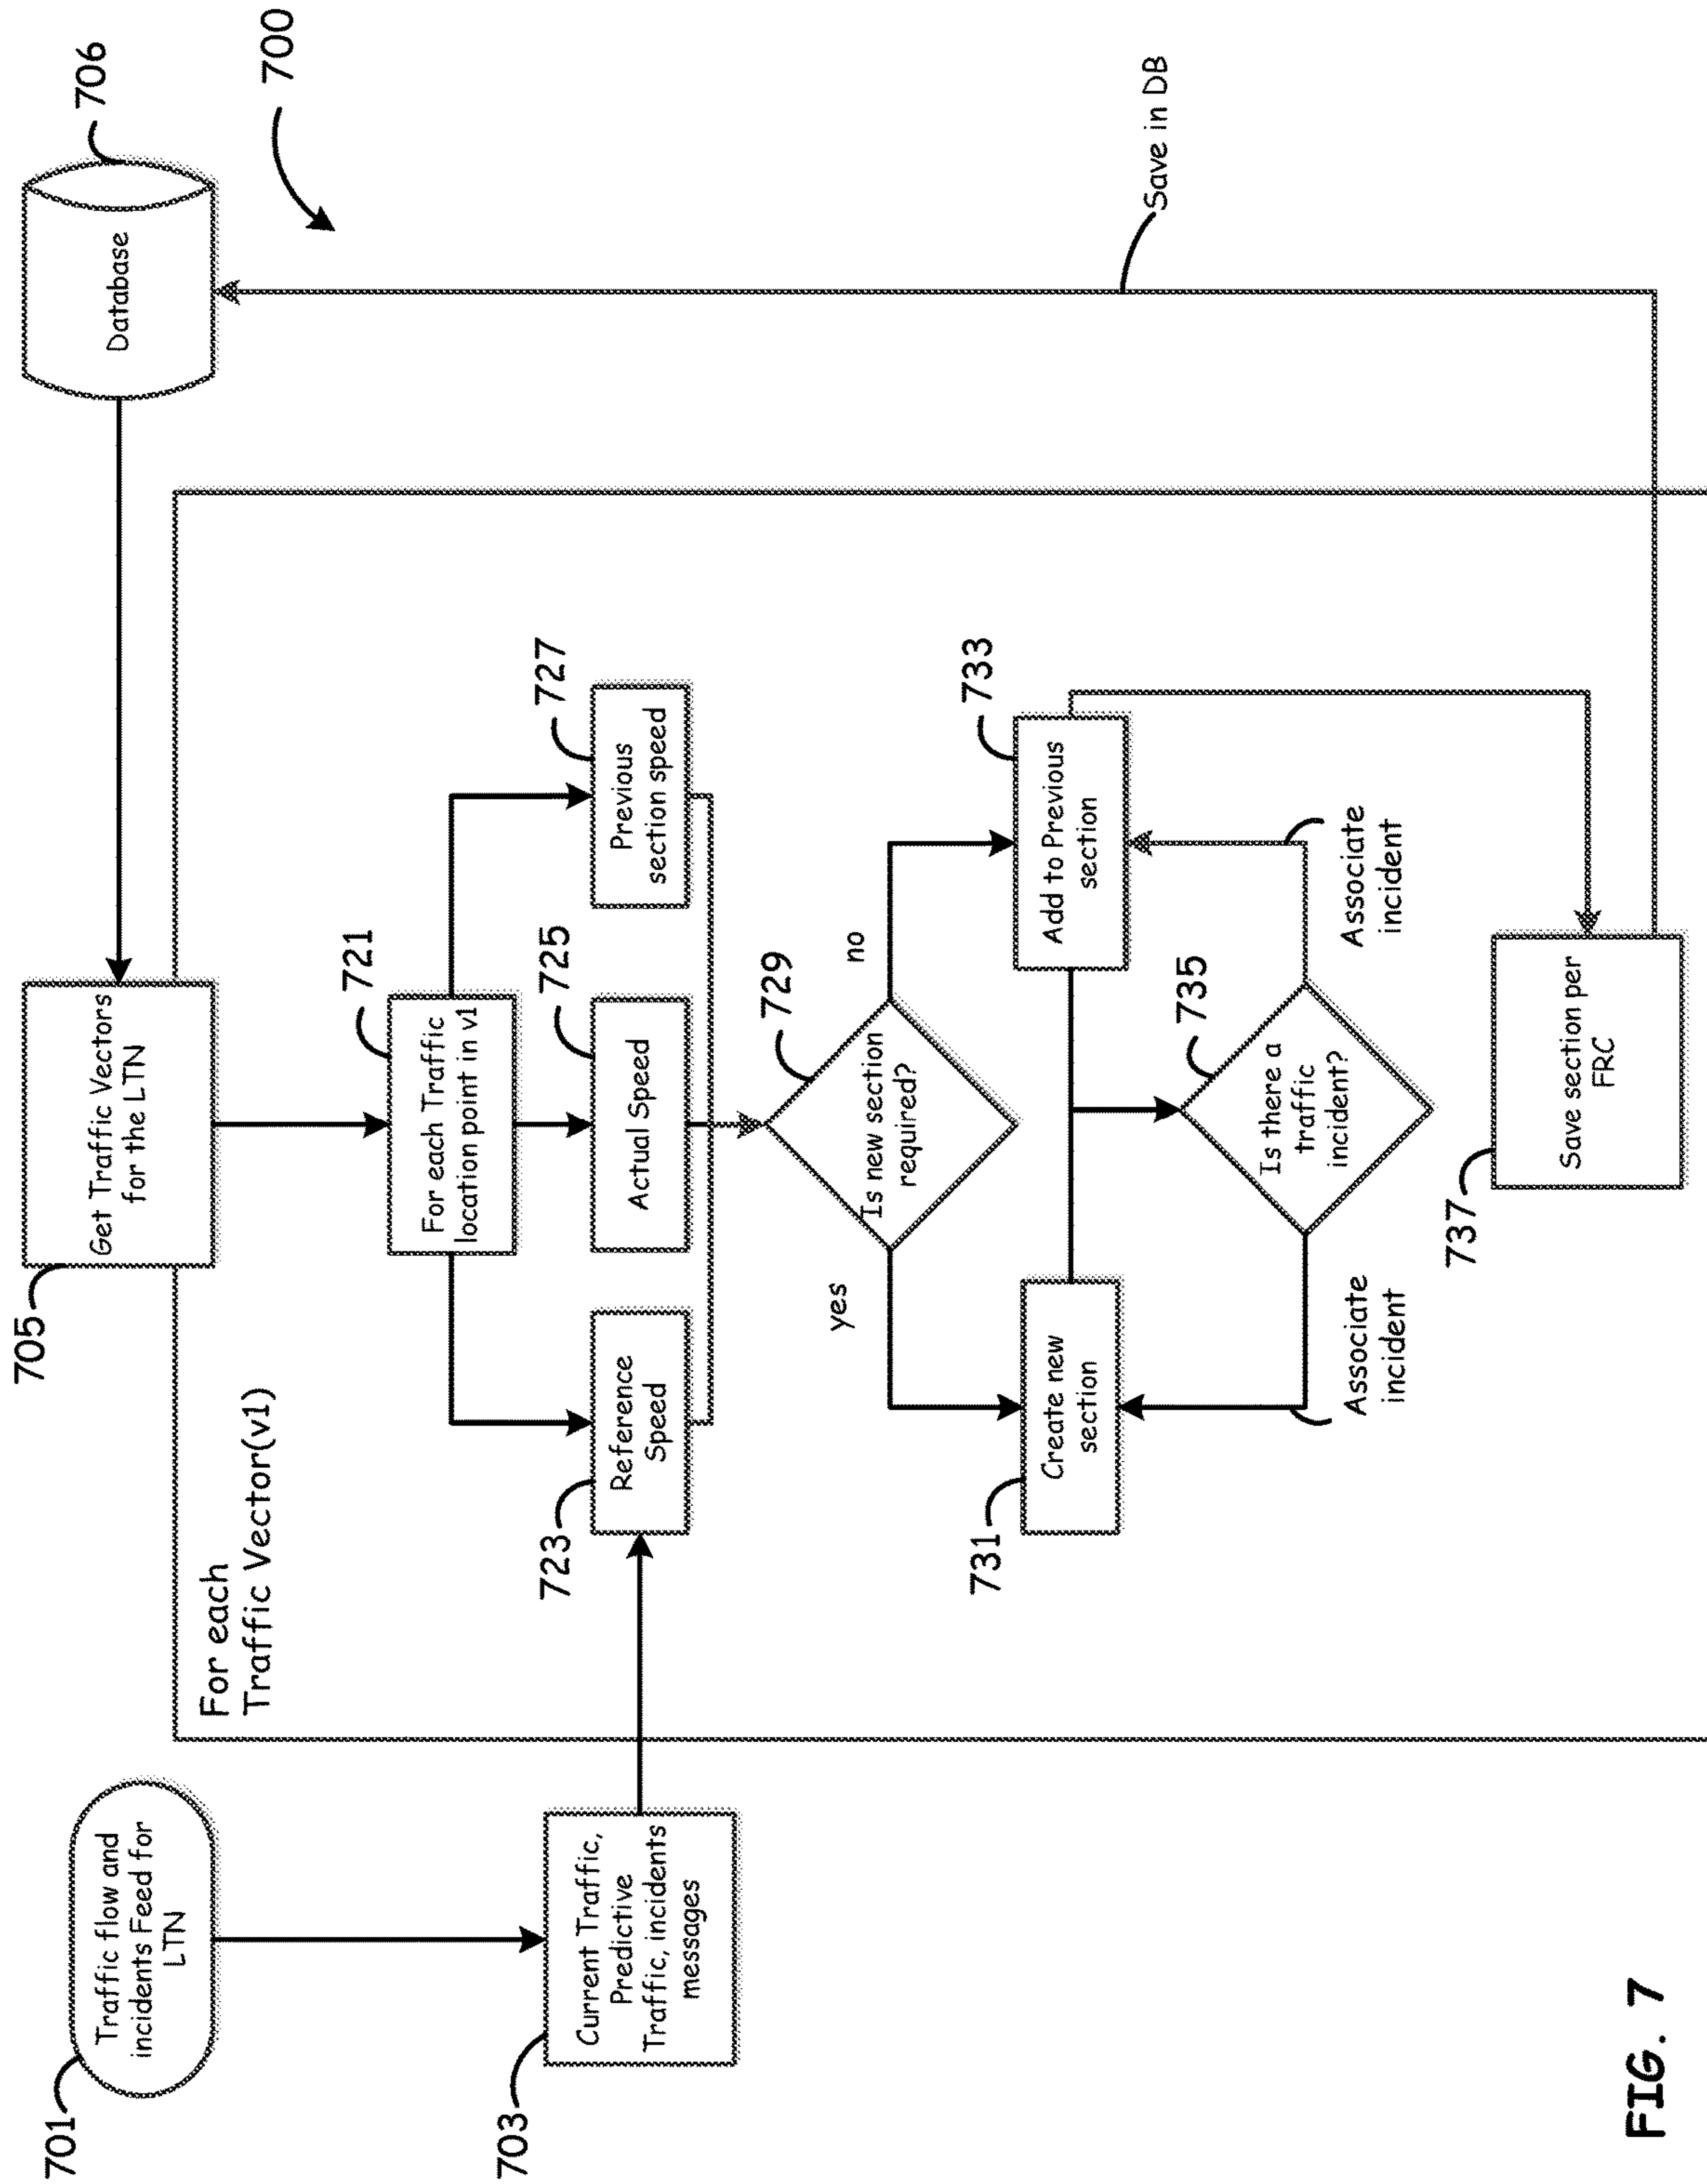 701
Traffic flow and
incidents Feed for
LTN
703
Current Traffic,
Predictive
Traffic, incidents
messages
705
Get Traffic Vectors
for the LTN
706
Database
700
For each
Traffic Vector(v1)
721
For each Traffic
location point in v1
723
Reference
Speed
725
Actual Speed
727
Previous
section speed
729
Is new section
required?
yes
no
731
Create new
section
733
Add to Previous
section
735
Is there a
traffic
incident?
Associate
incident
Associate
incident
737
Save section per
FRC
Save in DB
FIG. 7